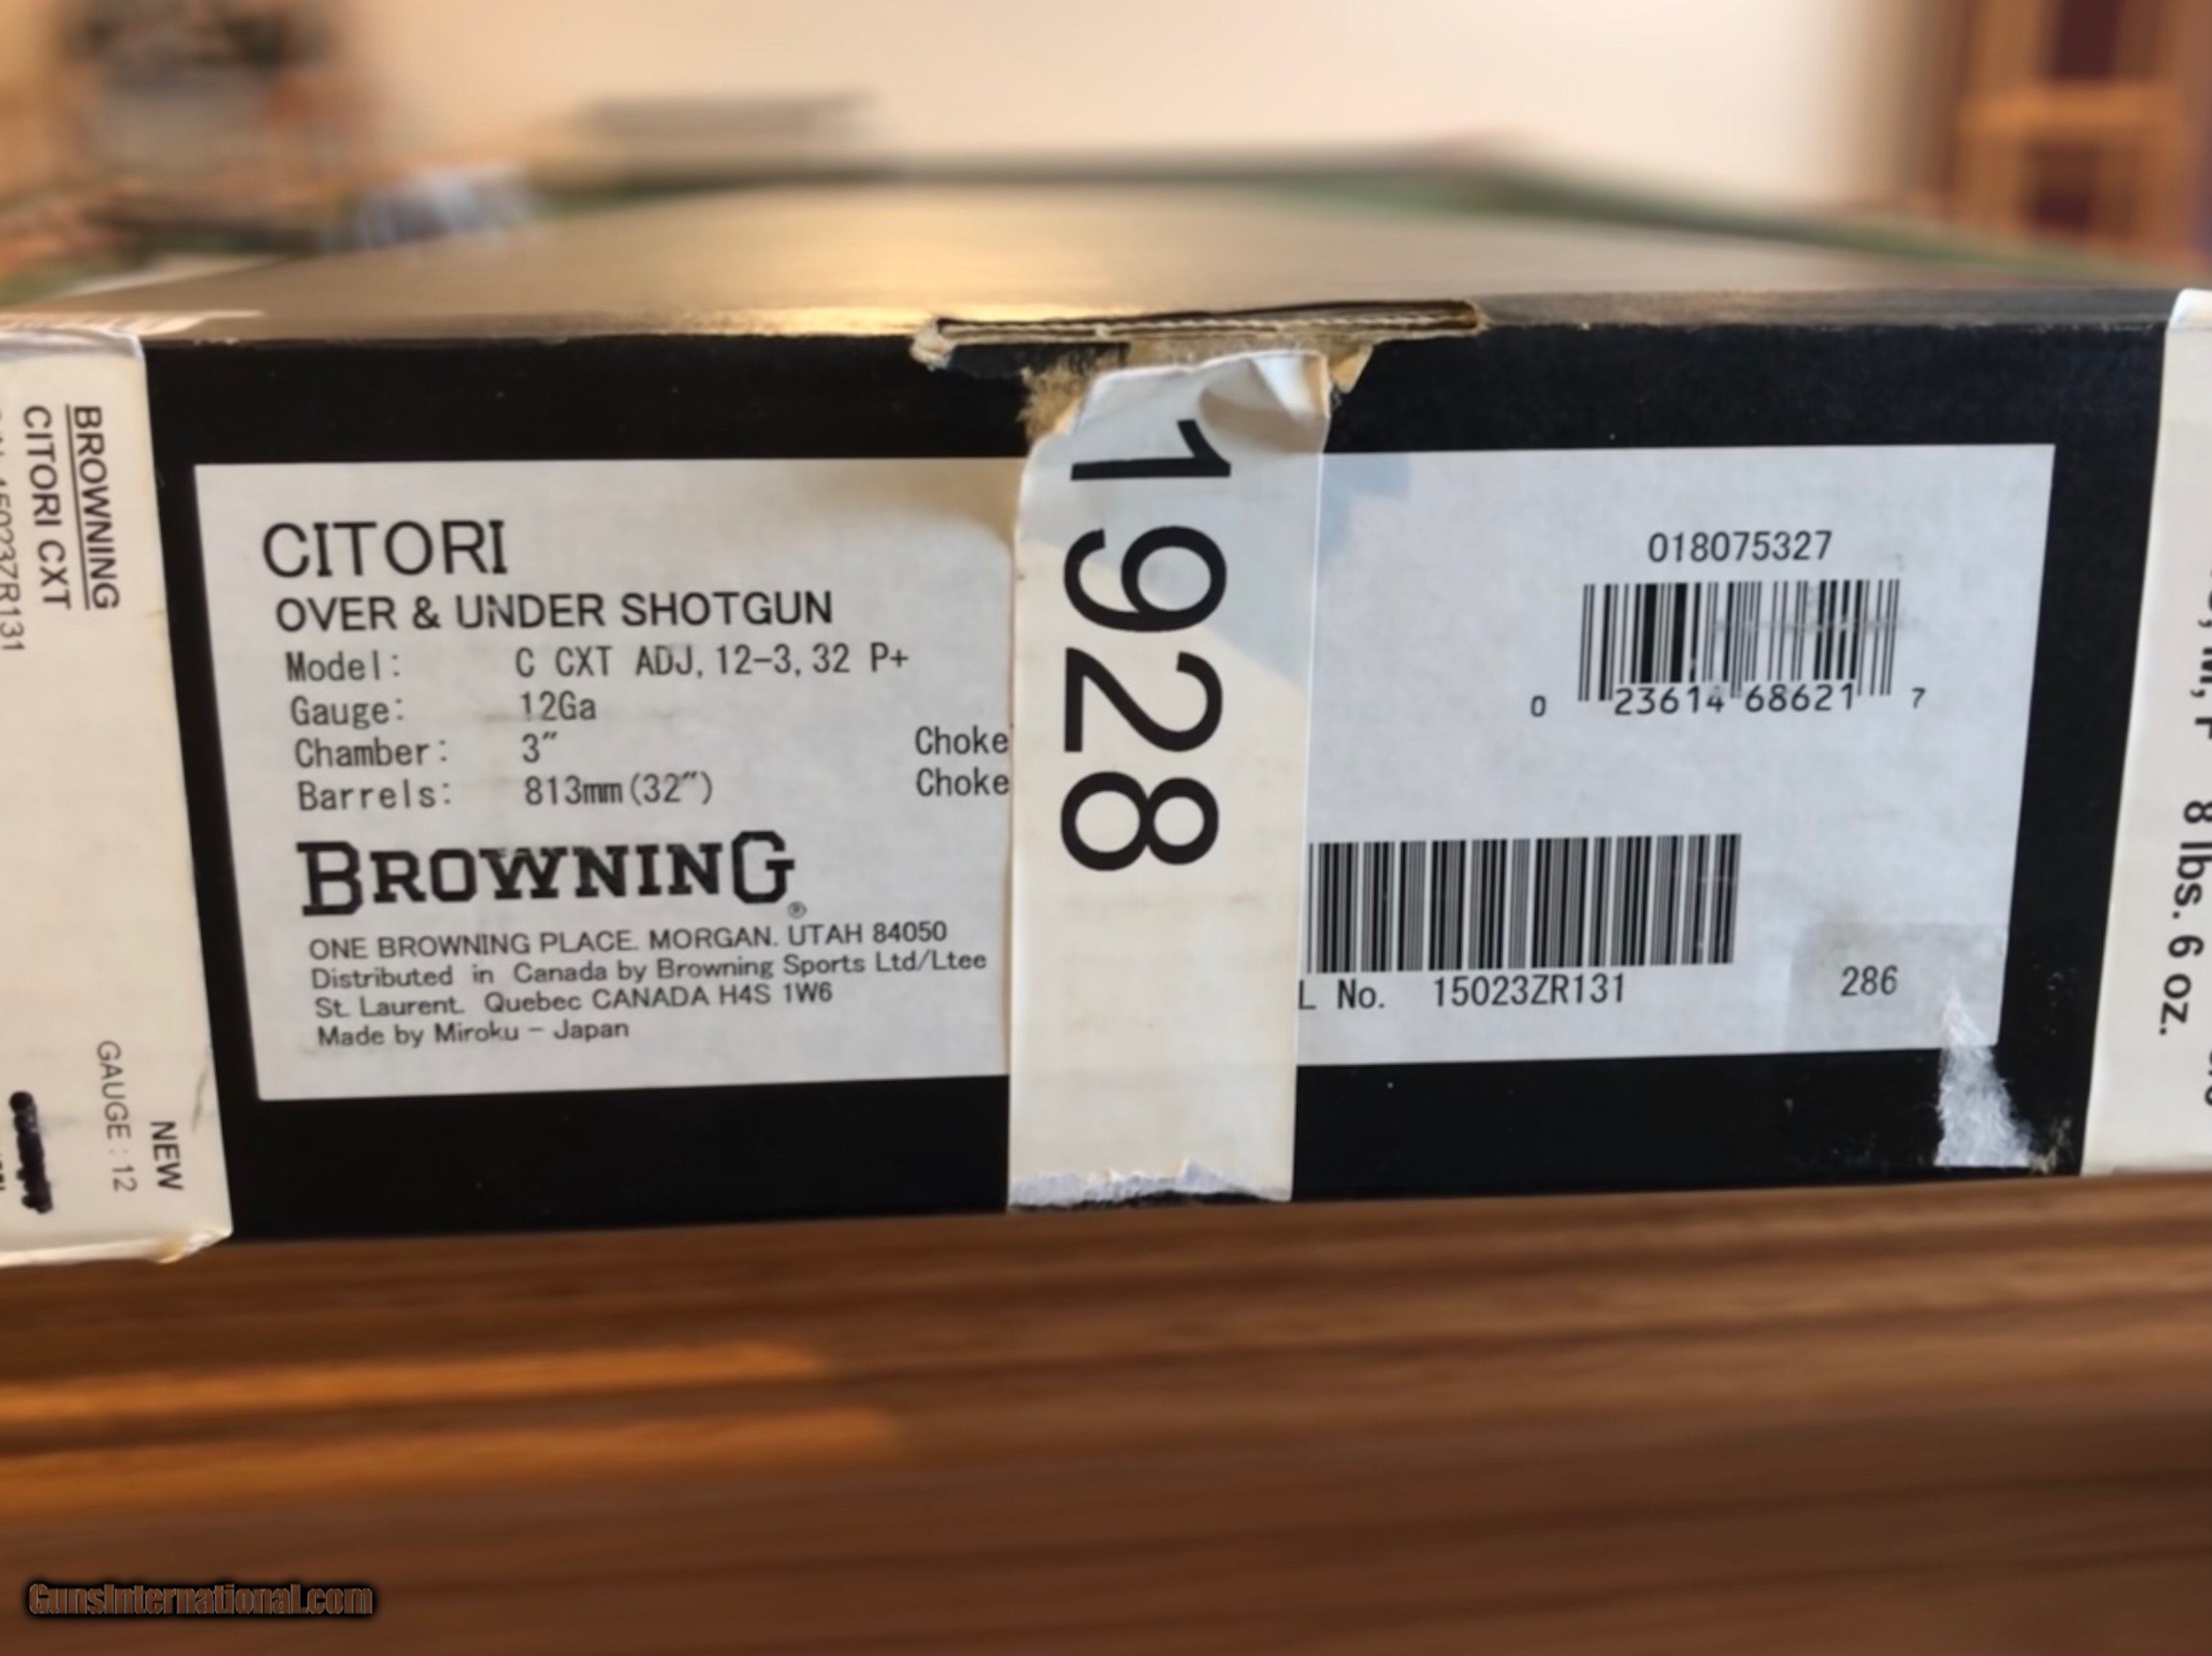 BROWNING
CITORI CXT
15023ZR131
NEW
GAUGE: 12
CITORI
OVER & UNDER SHOTGUN
Model: C CXT ADJ, 12-3, 32 P+
Gauge: 12Ga
Chamber: 3" Choke
Barrels: 813mm(32") Choke
BROWNING®
ONE BROWNING PLACE. MORGAN. UTAH 84050
Distributed in Canada by Browning Sports Ltd/Ltee
St. Laurent. Quebec CANADA H4S 1W6
Made by Miroku - Japan
1928
018075327
0 23614 68621 7
L No. 15023ZR131
286
8 lbs. 6 oz.
GunsInternational.com